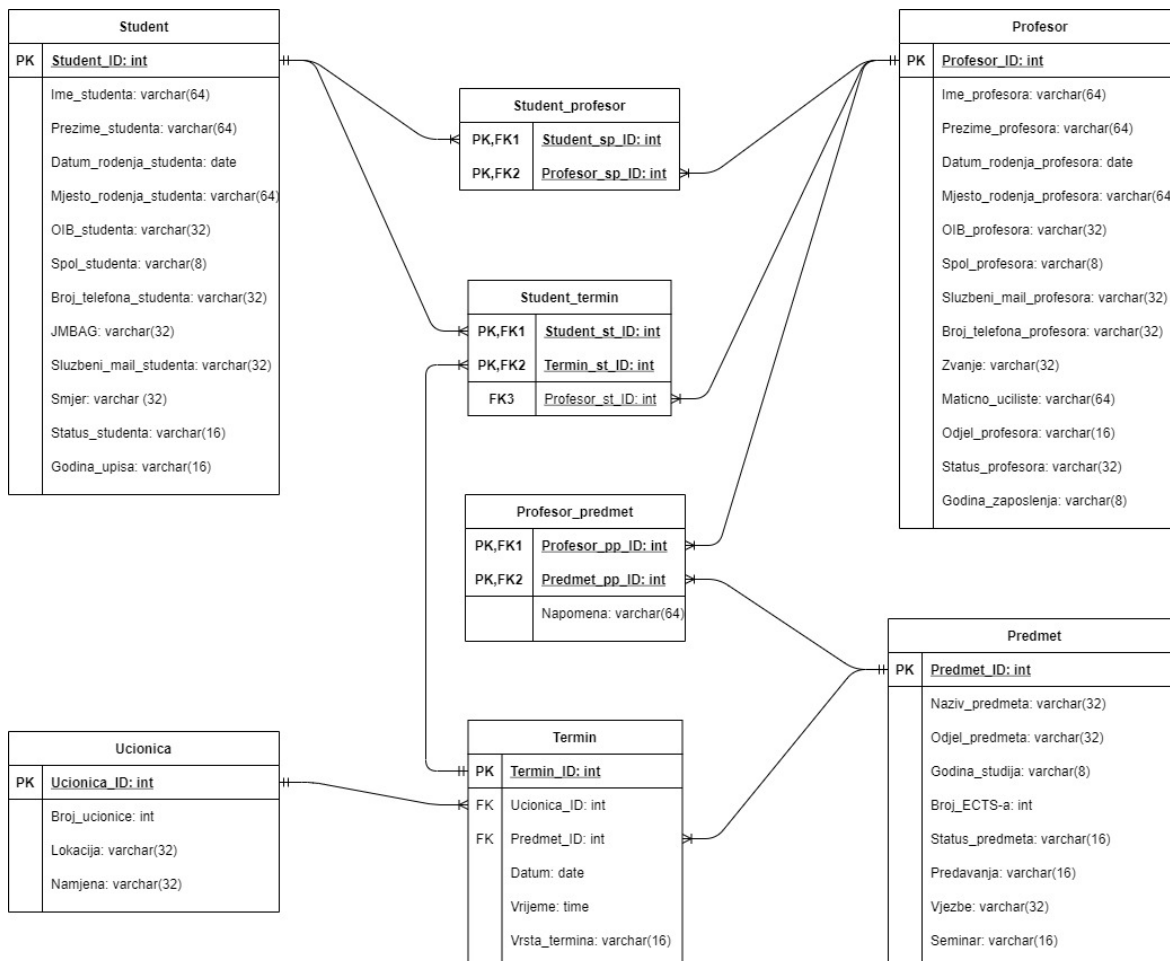 Student
PK Student_ID: int
Ime_studenta: varchar(64)
Prezime_studenta: varchar(64)
Datum_rodenja_studenta: date
Mjesto_rodenja_studenta: varchar(64)
OIB_studenta: varchar(32)
Spol_studenta: varchar(8)
Broj_telefona_studenta: varchar(32)
JMBAG: varchar(32)
Sluzbeni_mail_studenta: varchar(32)
Smjer: varchar (32)
Status_studenta: varchar(16)
Godina_upisa: varchar(16)
Student_profesor
PK,FK1 Student_sp_ID: int
PK,FK2 Profesor_sp_ID: int
Profesor
PK Profesor_ID: int
Ime_profesora: varchar(64)
Prezime_profesora: varchar(64)
Datum_rodenja_profesora: date
Mjesto_rodenja_profesora: varchar(64
OIB_profesora: varchar(32)
Spol_profesora: varchar(8)
Sluzbeni_mail_profesora: varchar(32)
Broj_telefona_profesora: varchar(32)
Zvanje: varchar(32)
Maticno_uciliste: varchar(64)
Odjel_profesora: varchar(16)
Status_profesora: varchar(32)
Godina_zaposlenja: varchar(8)
Student_termin
PK,FK1 Student_st_ID: int
PK,FK2 Termin_st_ID: int
FK3 Profesor_st_ID: int
Profesor_predmet
PK,FK1 Profesor_pp_ID: int
PK,FK2 Predmet_pp_ID: int
Napomena: varchar(64)
Ucionica
PK Ucionica_ID: int
Broj_ucionice: int
Lokacija: varchar(32)
Namjena: varchar(32)
Termin
PK Termin_ID: int
FK Ucionica_ID: int
FK Predmet_ID: int
Datum: date
Vrijeme: time
Vrsta_termina: varchar(16)
Predmet
PK Predmet_ID: int
Naziv_predmeta: varchar(32)
Odjel_predmeta: varchar(32)
Godina_studija: varchar(8)
Broj_ECTS-a: int
Status_predmeta: varchar(16)
Predavanja: varchar(16)
Vjezbe: varchar(32)
Seminar: varchar(16)